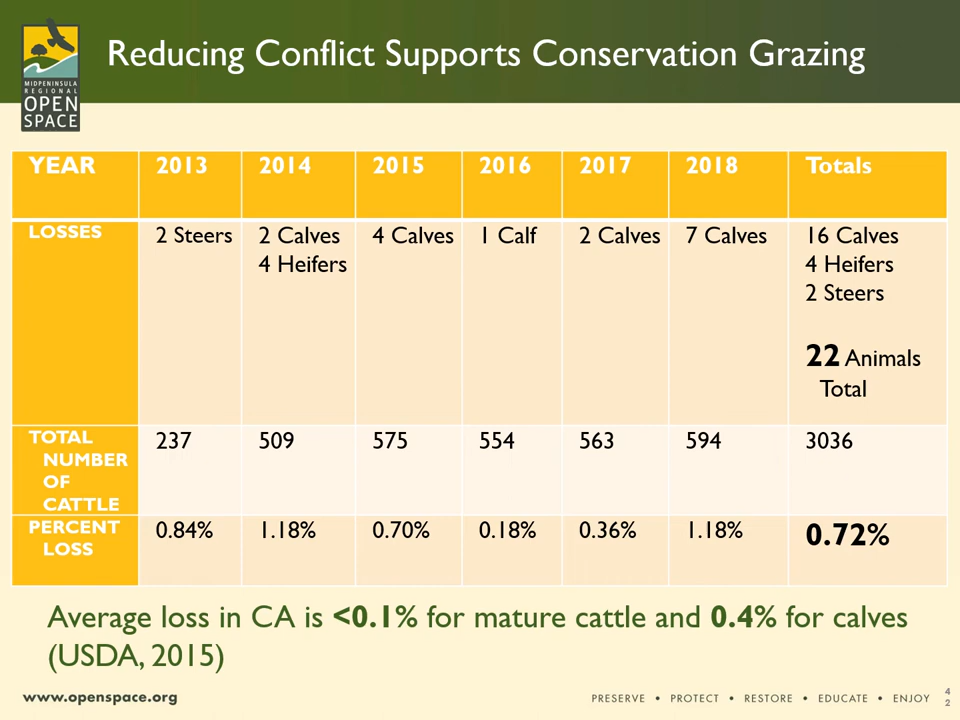 Reducing Conflict Supports Conservation Grazing
MIDPENINSULA
REGIONAL
OPEN
SPACE
YEAR 2013 2014 2015 2016 2017 2018 Totals
LOSSES 2 Steers 2 Calves 4 Calves 1 Calf 2 Calves 7 Calves 16 Calves
4 Heifers 4 Heifers
2 Steers
22 Animals
Total
TOTAL 237 509 575 554 563 594 3036
NUMBER
OF
CATTLE
PERCENT 0.84% 1.18% 0.70% 0.18% 0.36% 1.18% 0.72%
LOSS
Average loss in CA is <0.1% for mature cattle and 0.4% for calves
(USDA, 2015)
www.openspace.org PRESERVE • PROTECT • RESTORE • EDUCATE • ENJOY 4
2